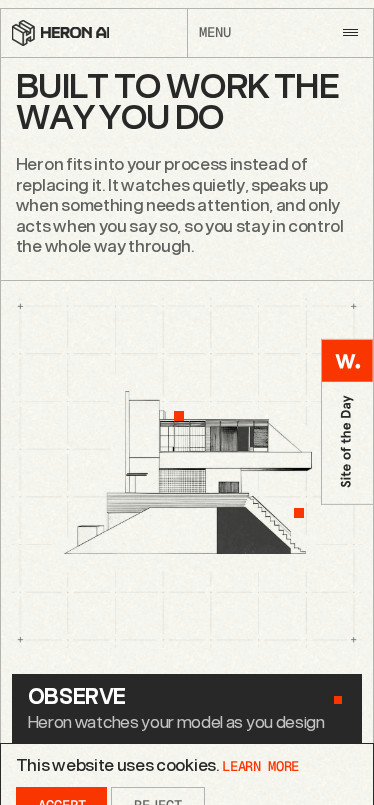 HERON AI
MENU
BUILT TO WORK THE
WAY YOU DO
Heron fits into your process instead of
replacing it. It watches quietly, speaks up
when something needs attention, and only
acts when you say so, so you stay in control
the whole way through.
W.
Site of the Day
OBSERVE
Heron watches your model as you design
This website uses cookies. LEARN MORE
ACCEPT
REJECT